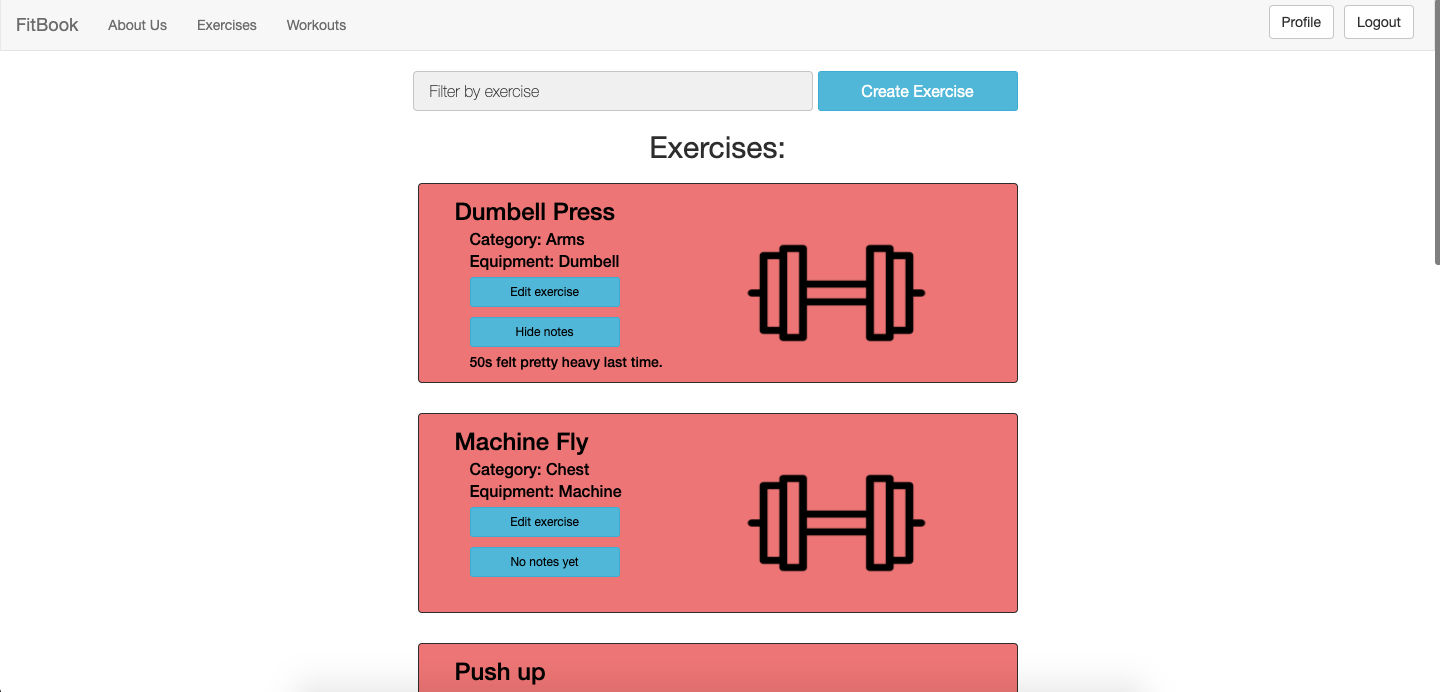 FitBook About Us Exercises Workouts Profile Logout
Filter by exercise Create Exercise
Exercises:
Dumbell Press
Category: Arms
Equipment: Dumbell
Edit exercise
Hide notes
50s felt pretty heavy last time.
Machine Fly
Category: Chest
Equipment: Machine
Edit exercise
No notes yet
Push up